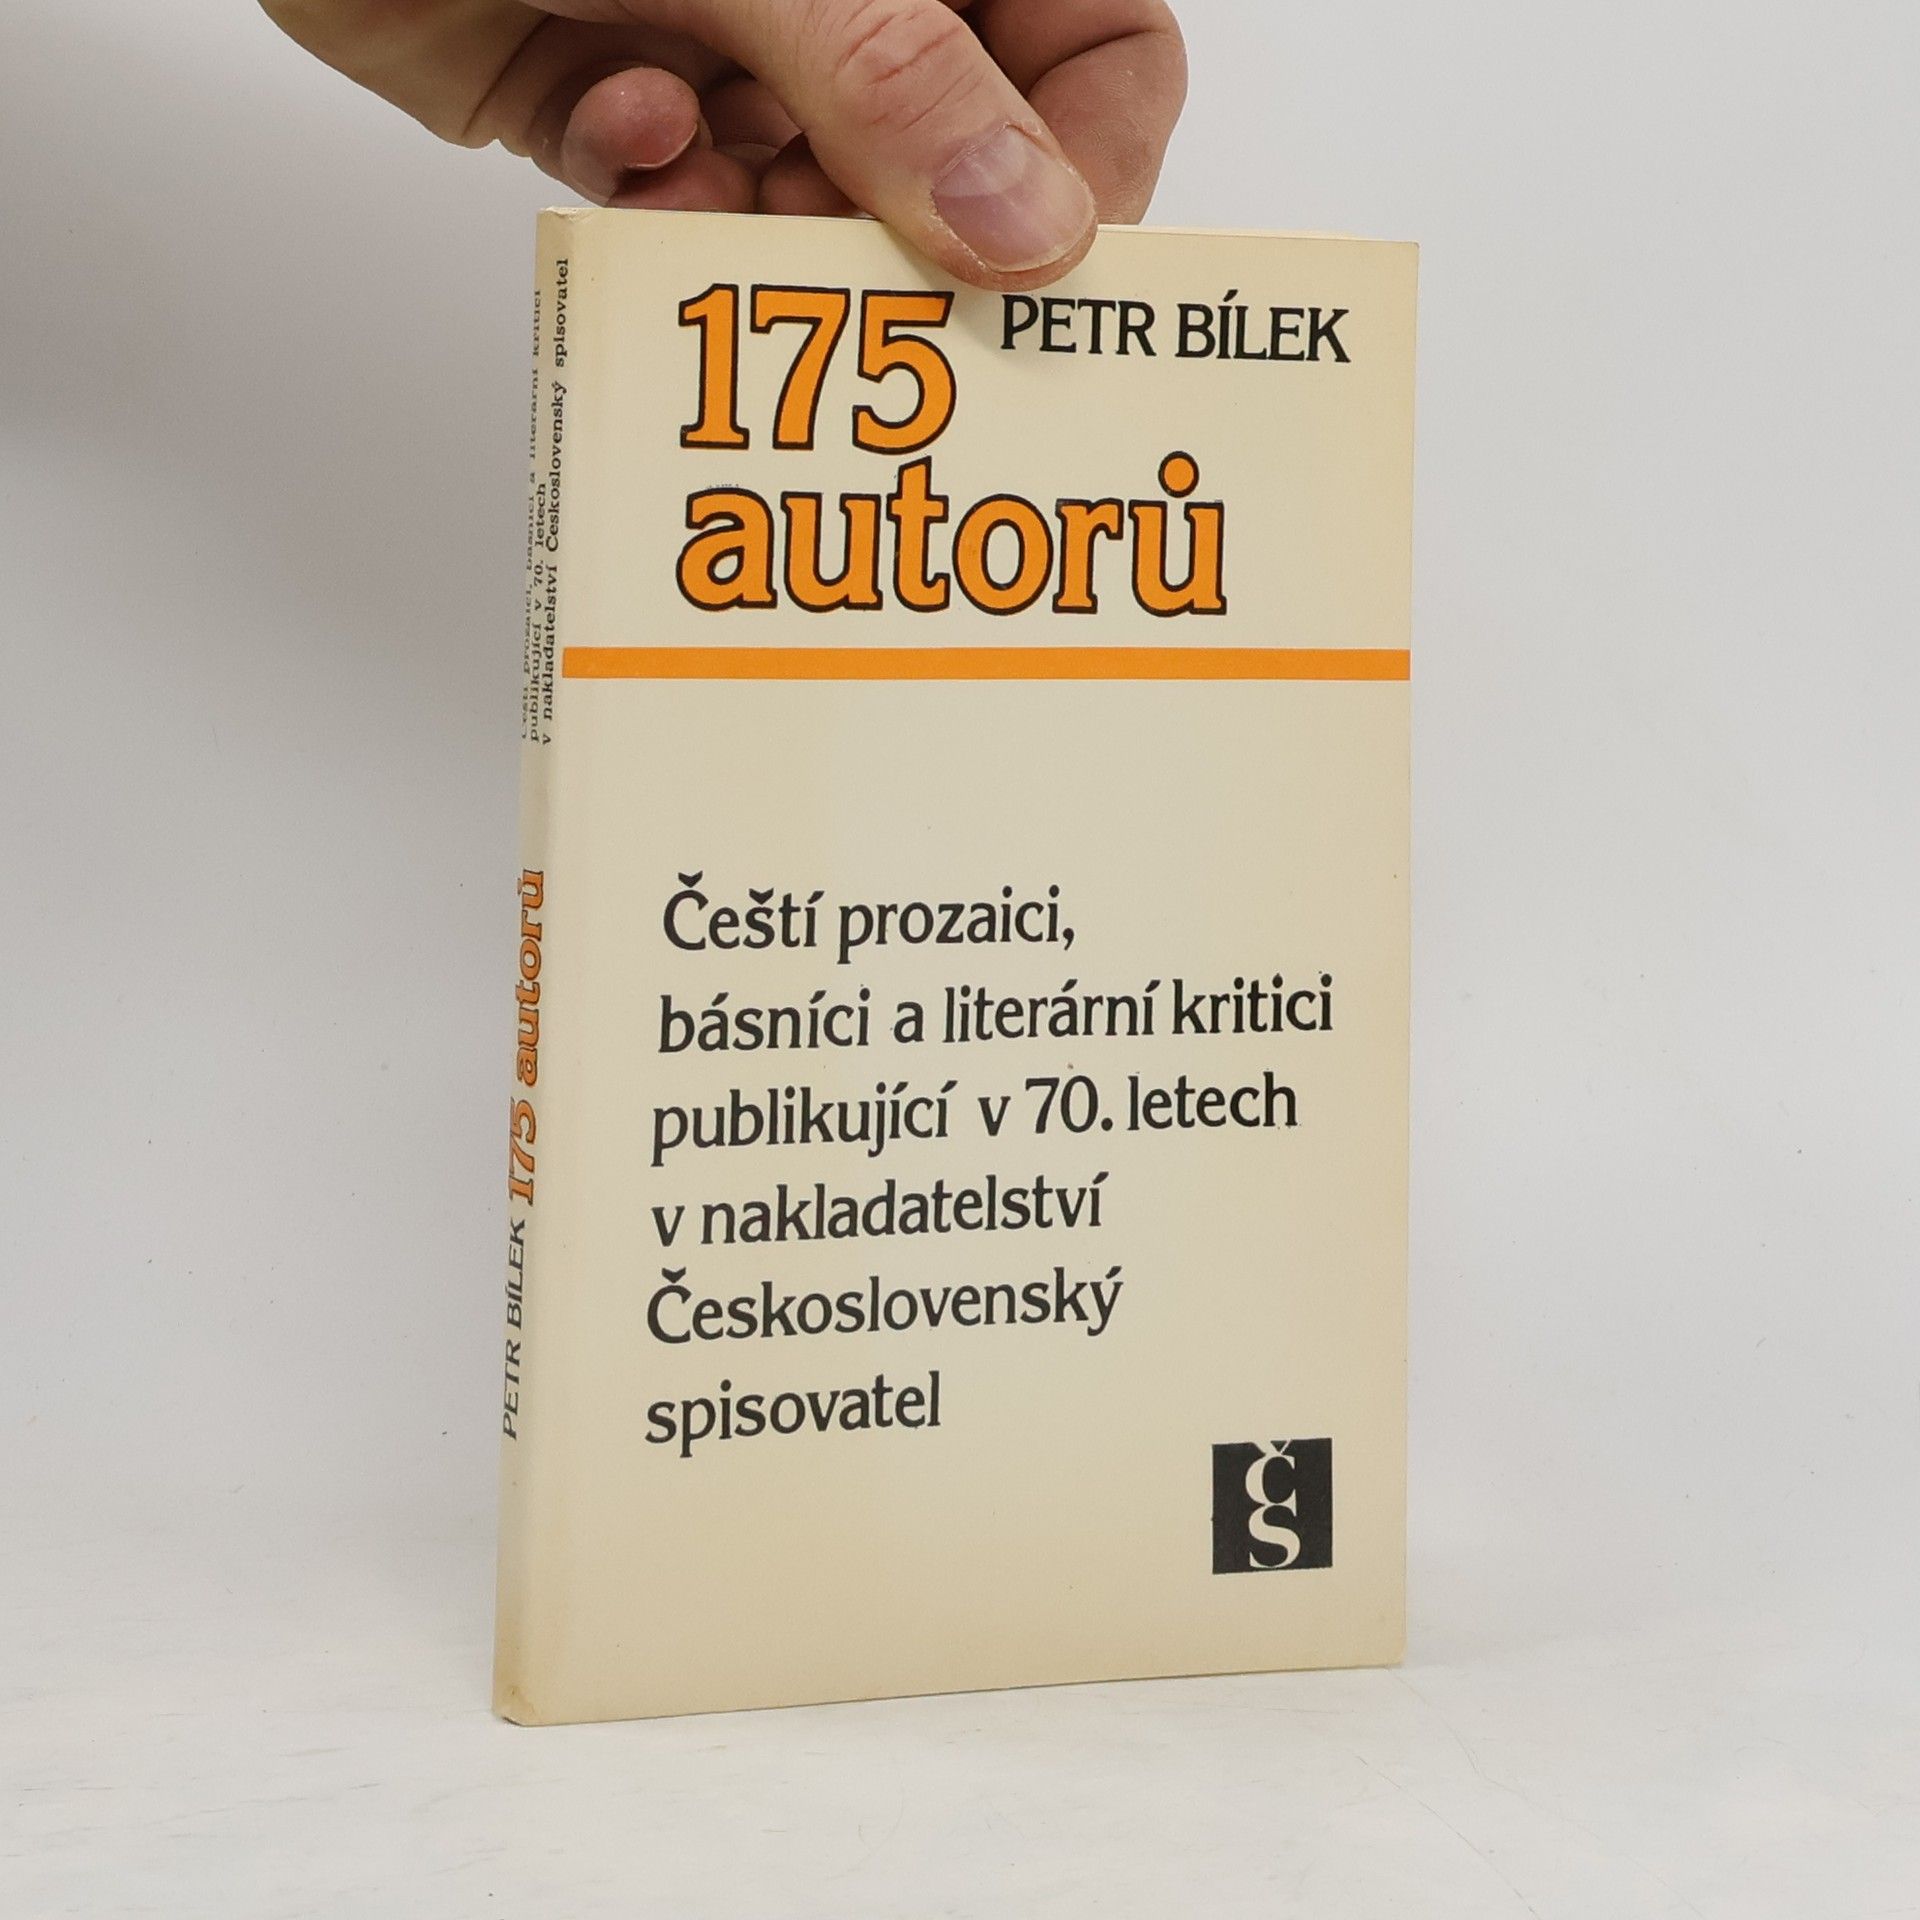 175
PETR BÍLEK
autorů
Čeští prozaici,
básníci a literární kritici
publikující v 70. letech
v nakladatelství
Československý
spisovatel
ČS
PETR BÍLEK 175 autorů
Čeští prozaici, básníci a literární kritici
publikující v 70. letech
v nakladatelství Československý spisovatel